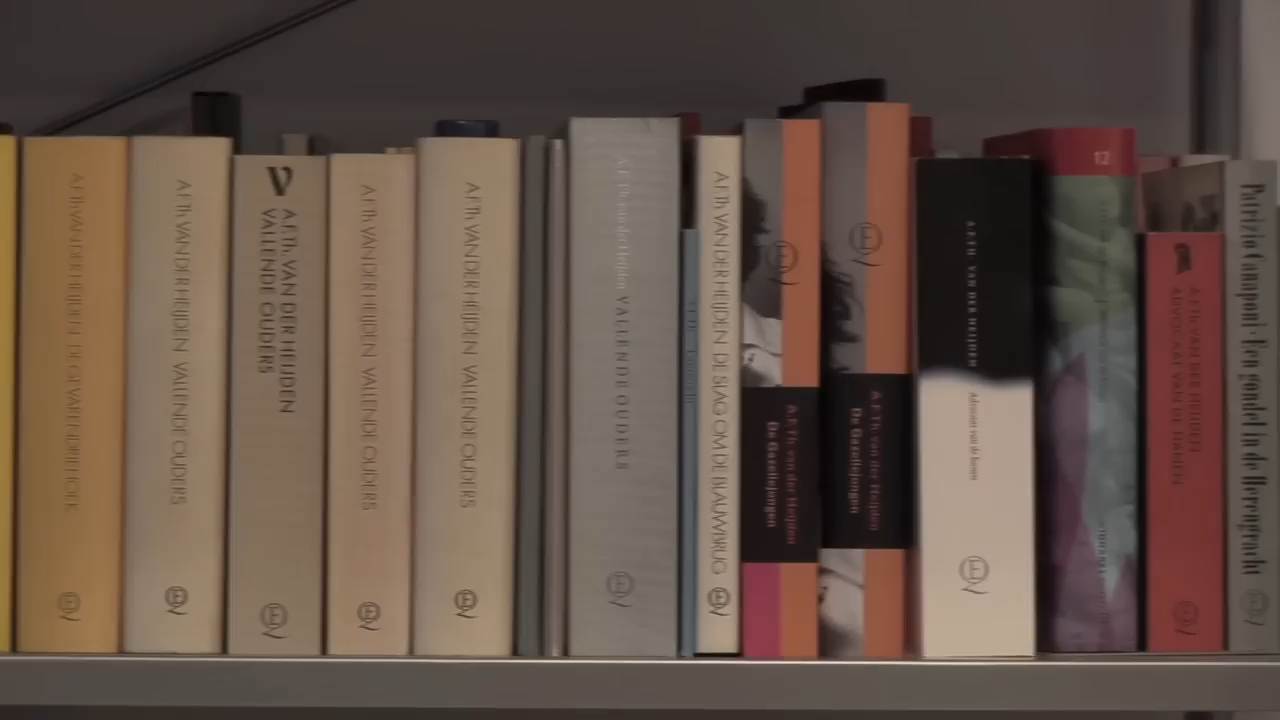 A.F.Th VAN DER HEIJDEN DE GEVARENDRIEHOEK
A.F.Th VAN DER HEIJDEN VALLENDE OUDERS
V
A.F.Th. VAN DER HEIJDEN
VALLENDE OUDERS
A.F.Th VAN DER HEIJDEN VALLENDE OUDERS
A.F.Th VAN DER HEIJDEN VALLENDE OUDERS
A.F.Th. van der Heijden VALLENDE OUDERS
A.F.Th VAN DER HEIJDEN DE SLAG OM DE BLAUWBRUG
A.F.Th. van der Heijden
De Gazellejongen
A.F.Th. van der Heijden
De Gazellejongen
A.F.TH. VAN DER HEIJDEN
Advocaat van de hanen
12
A.F.Th. VAN DER HEIJDEN
ADVOCAAT VAN DE HANEN
Patrizio Canaponi · Een gondel in de Herengracht